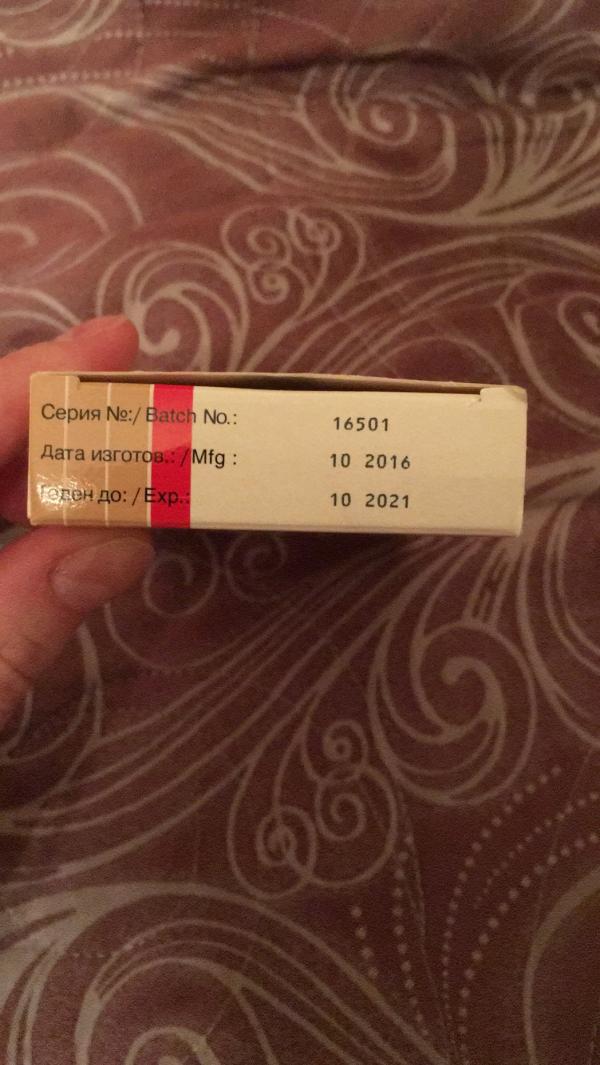 Серия №:/ Batch No.: 16501
Дата изготов.: /Mfg : 10 2016
Годен до: /Exp.: 10 2021